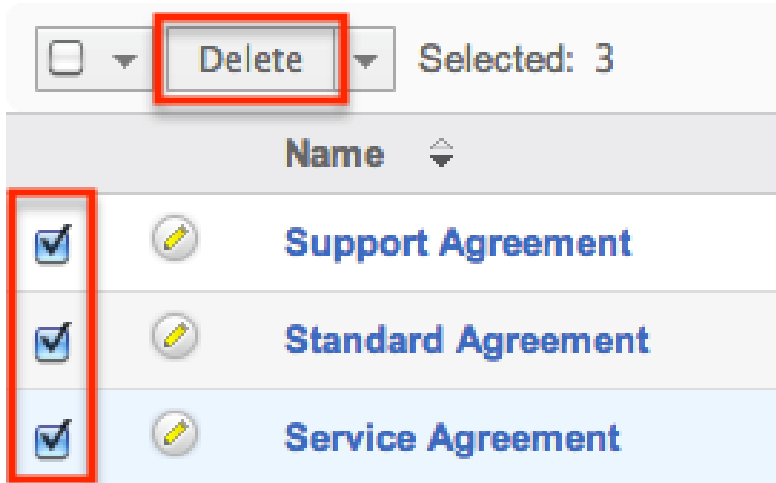 Delete Selected: 3
Name
Support Agreement
Standard Agreement
Service Agreement